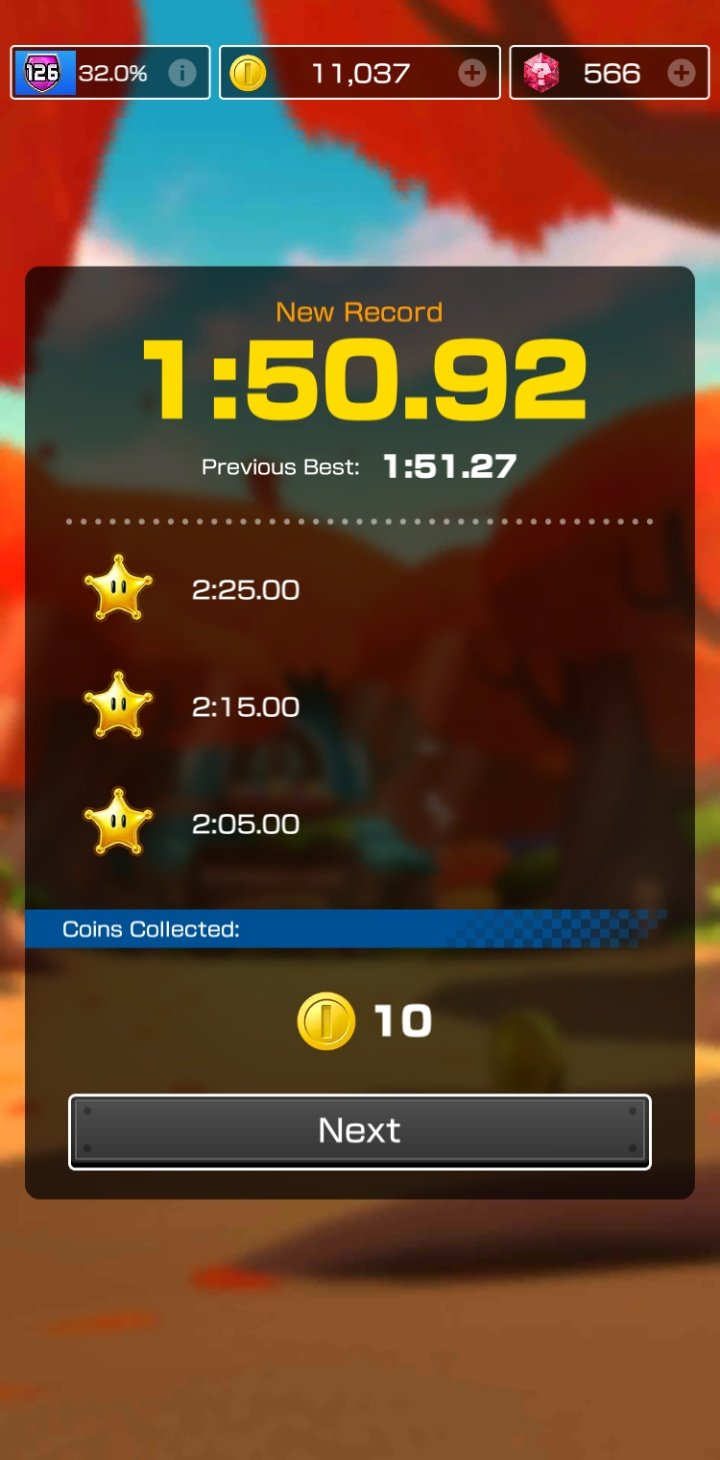 126 32.0% i 11,037 + ? 566 +
New Record
1:50.92
Previous Best: 1:51.27
2:25.00
2:15.00
2:05.00
Coins Collected:
10
Next